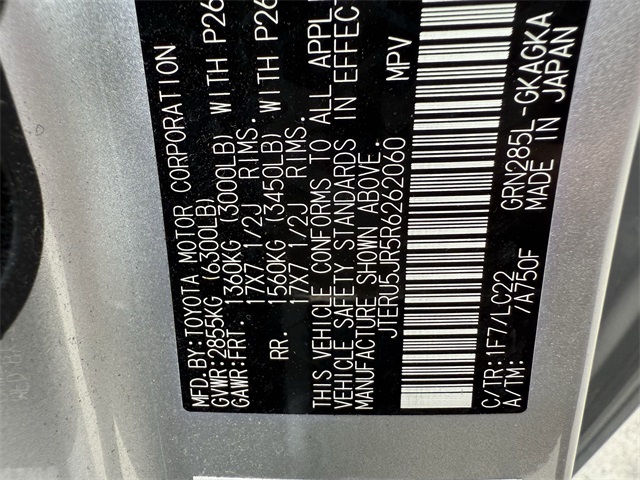 MFD.BY:TOYOTA MOTOR CORPORATION
GVWR:2855KG (6300LB)
GAWR:FRT. 1360KG (3000LB) WITH P26
17X7 1/2J RIMS.
RR. 1560KG (3450LB) WITH P26
17X7 1/2J RIMS.
THIS VEHICLE CONFORMS TO ALL APPL
VEHICLE SAFETY STANDARDS IN EFFEC
MANUFACTURE SHOWN ABOVE.
JTERU5JR5R6262060 MPV
C/TR:1F7/LC22 GRN285L-GKAGKA
A/TM: /A750F MADE IN JAPAN